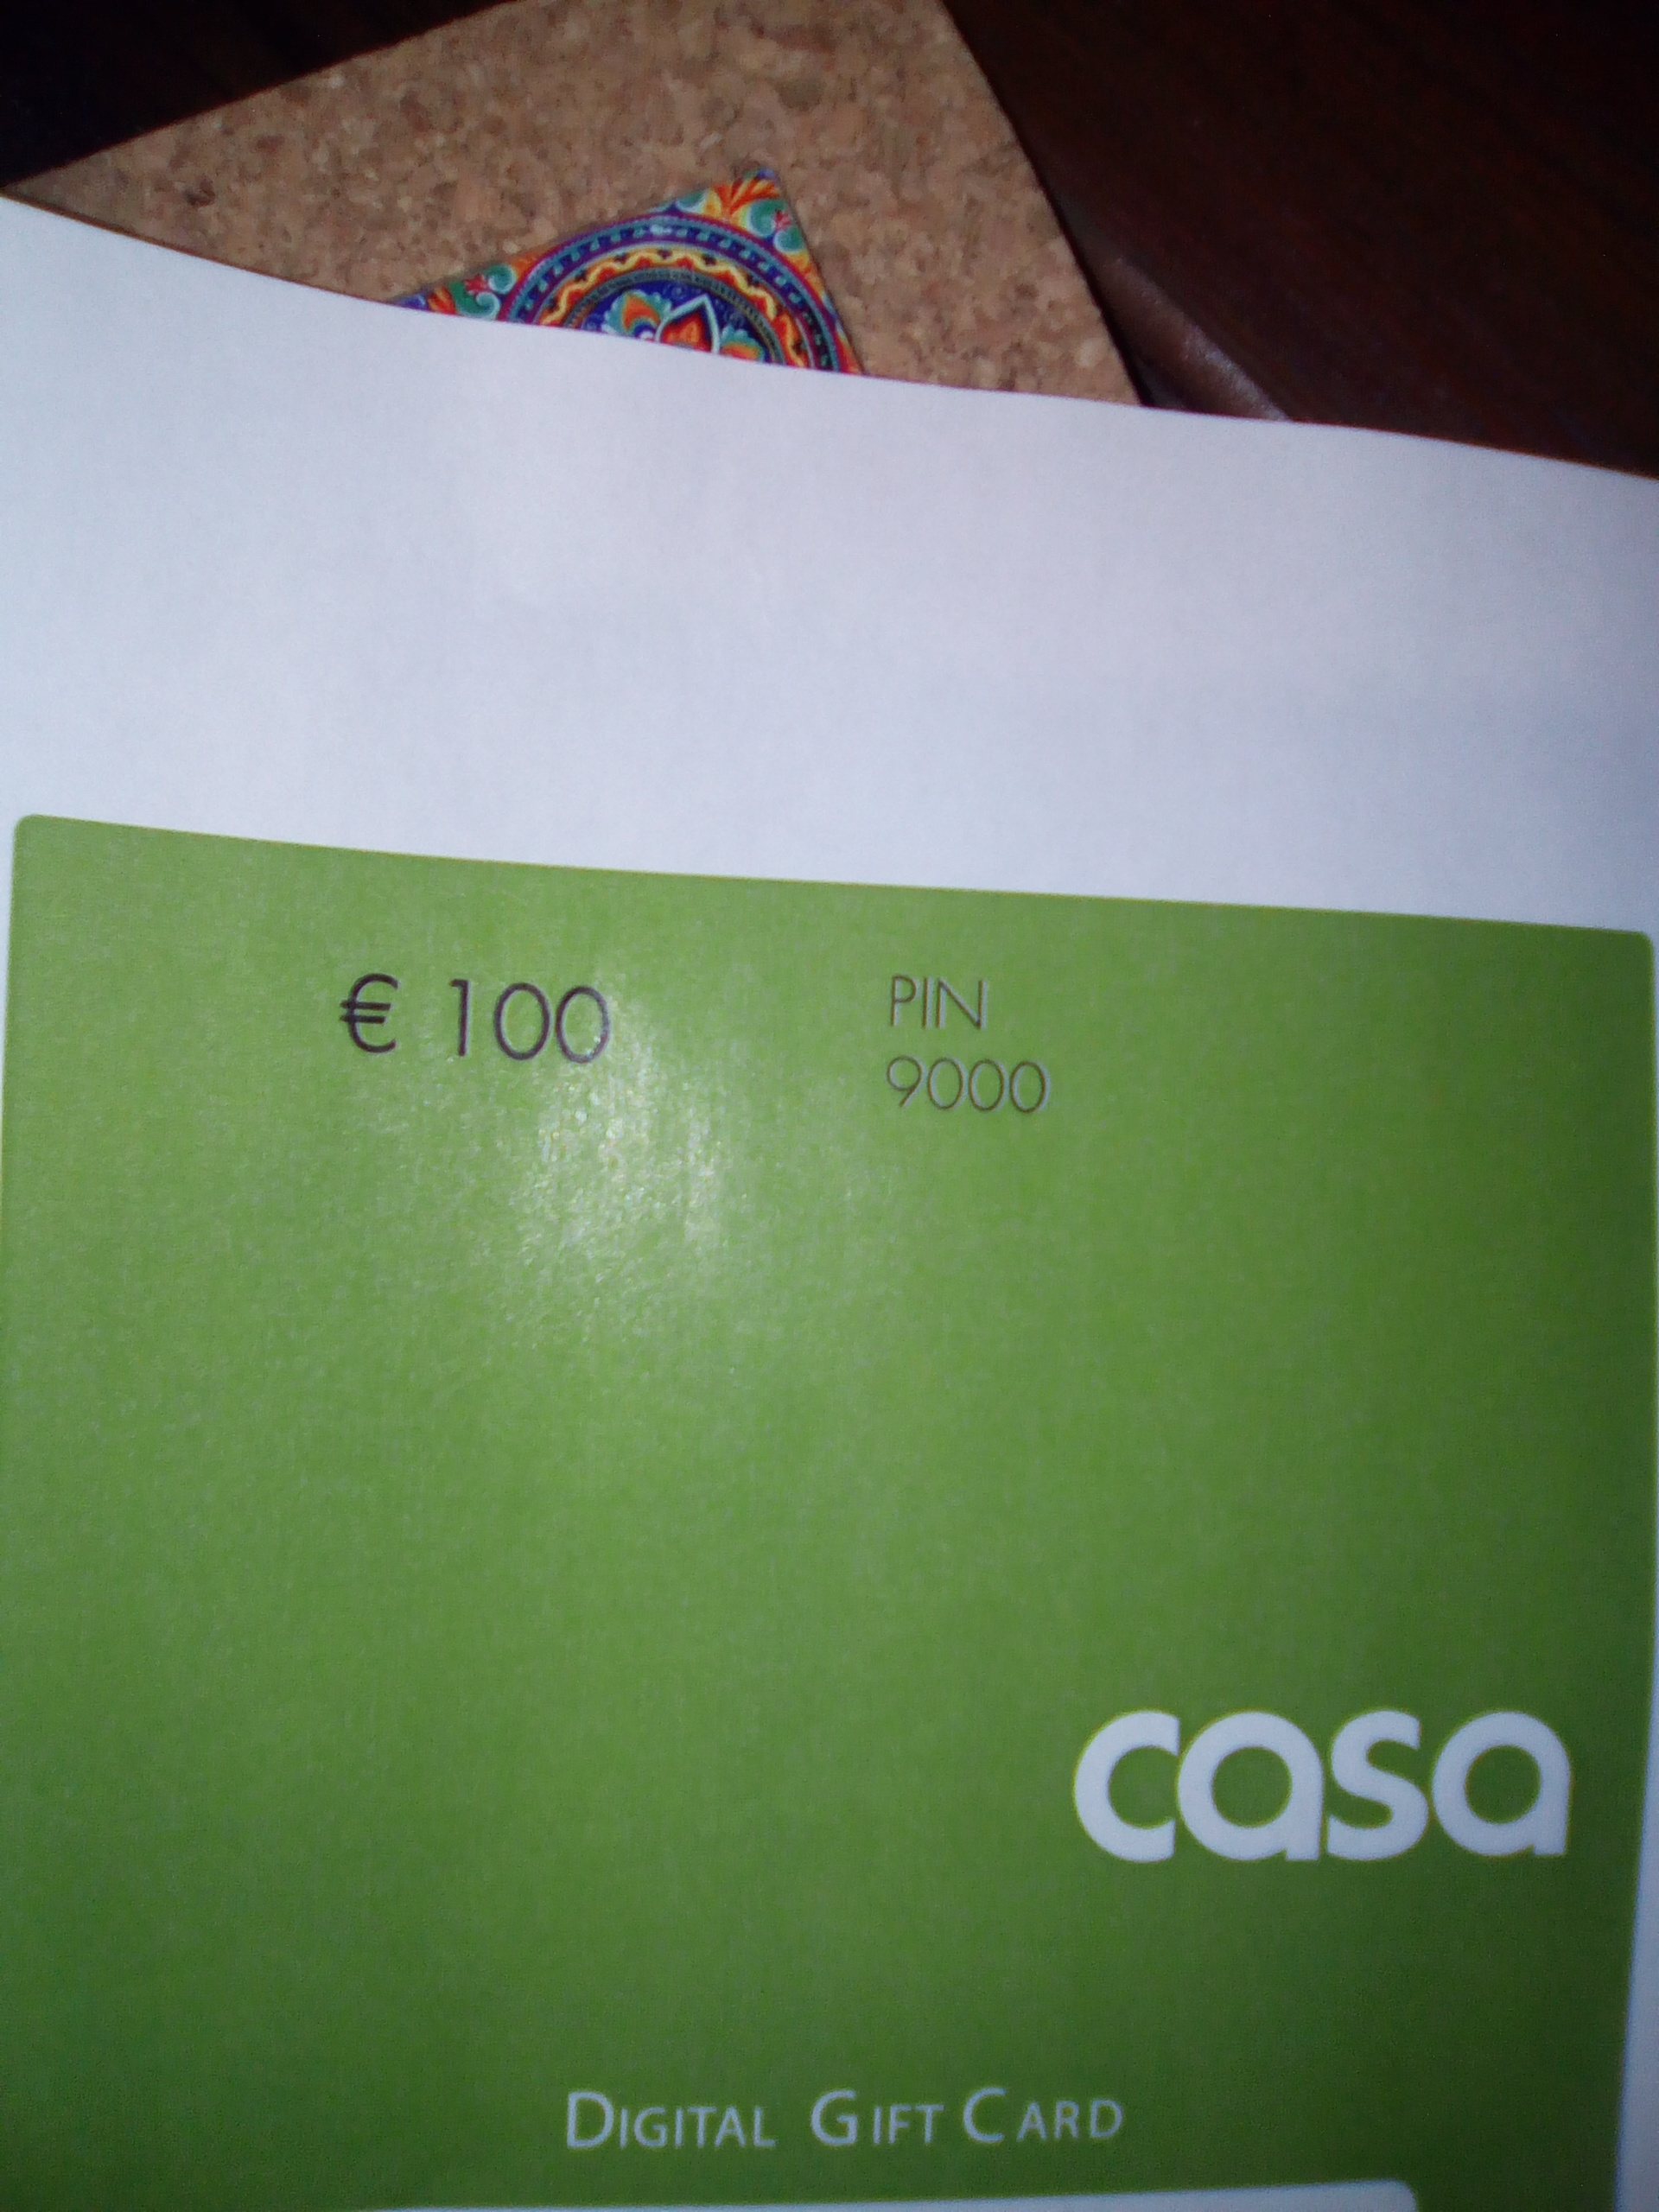 € 100
PIN
9000
casa
DIGITAL GIFT CARD